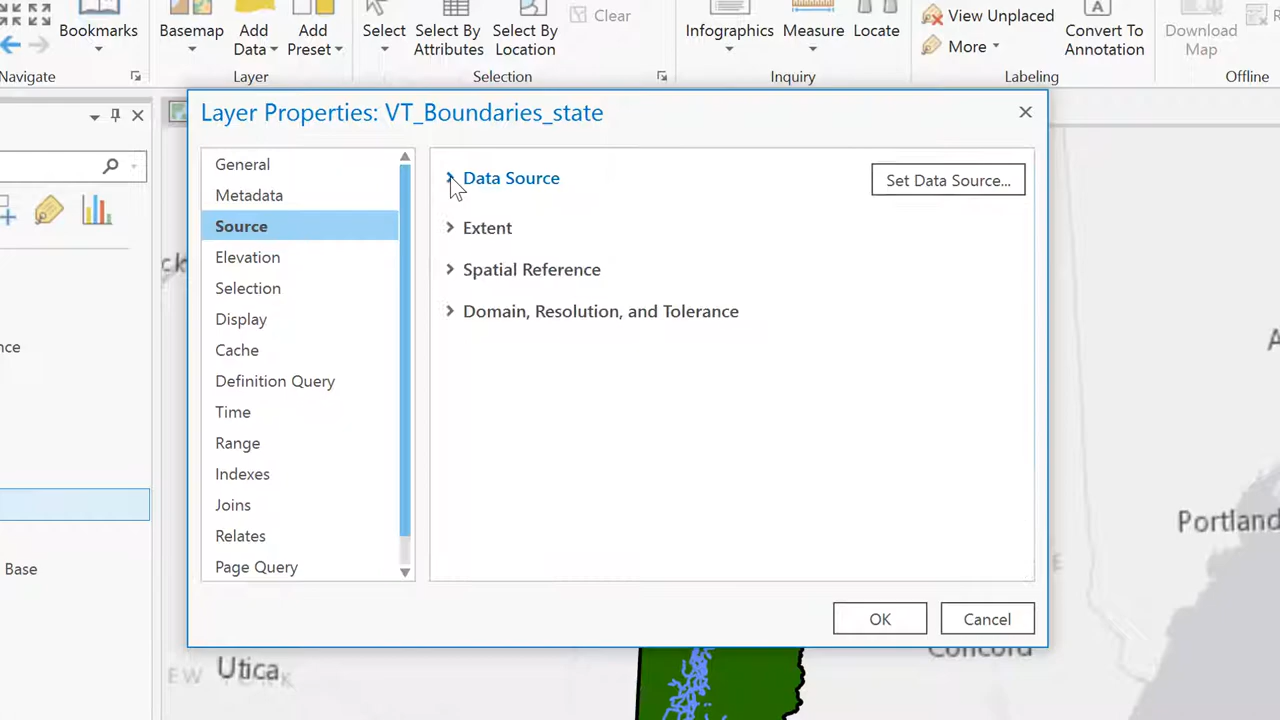 Bookmarks
Navigate
Basemap
Add
Data
Add
Preset
Layer
Select
Select By
Attributes
Select By
Location
Clear
Selection
Infographics
Measure
Locate
Inquiry
View Unplaced
More
Convert To
Annotation
Labeling
Download
Map
Offline
Layer Properties: VT_Boundaries_state
General
Metadata
Source
Elevation
Selection
Display
Cache
Definition Query
Time
Range
Indexes
Joins
Relates
Page Query
Data Source
Set Data Source...
Extent
Spatial Reference
Domain, Resolution, and Tolerance
OK
Cancel
nce
Base
Portland
Concord
Utica